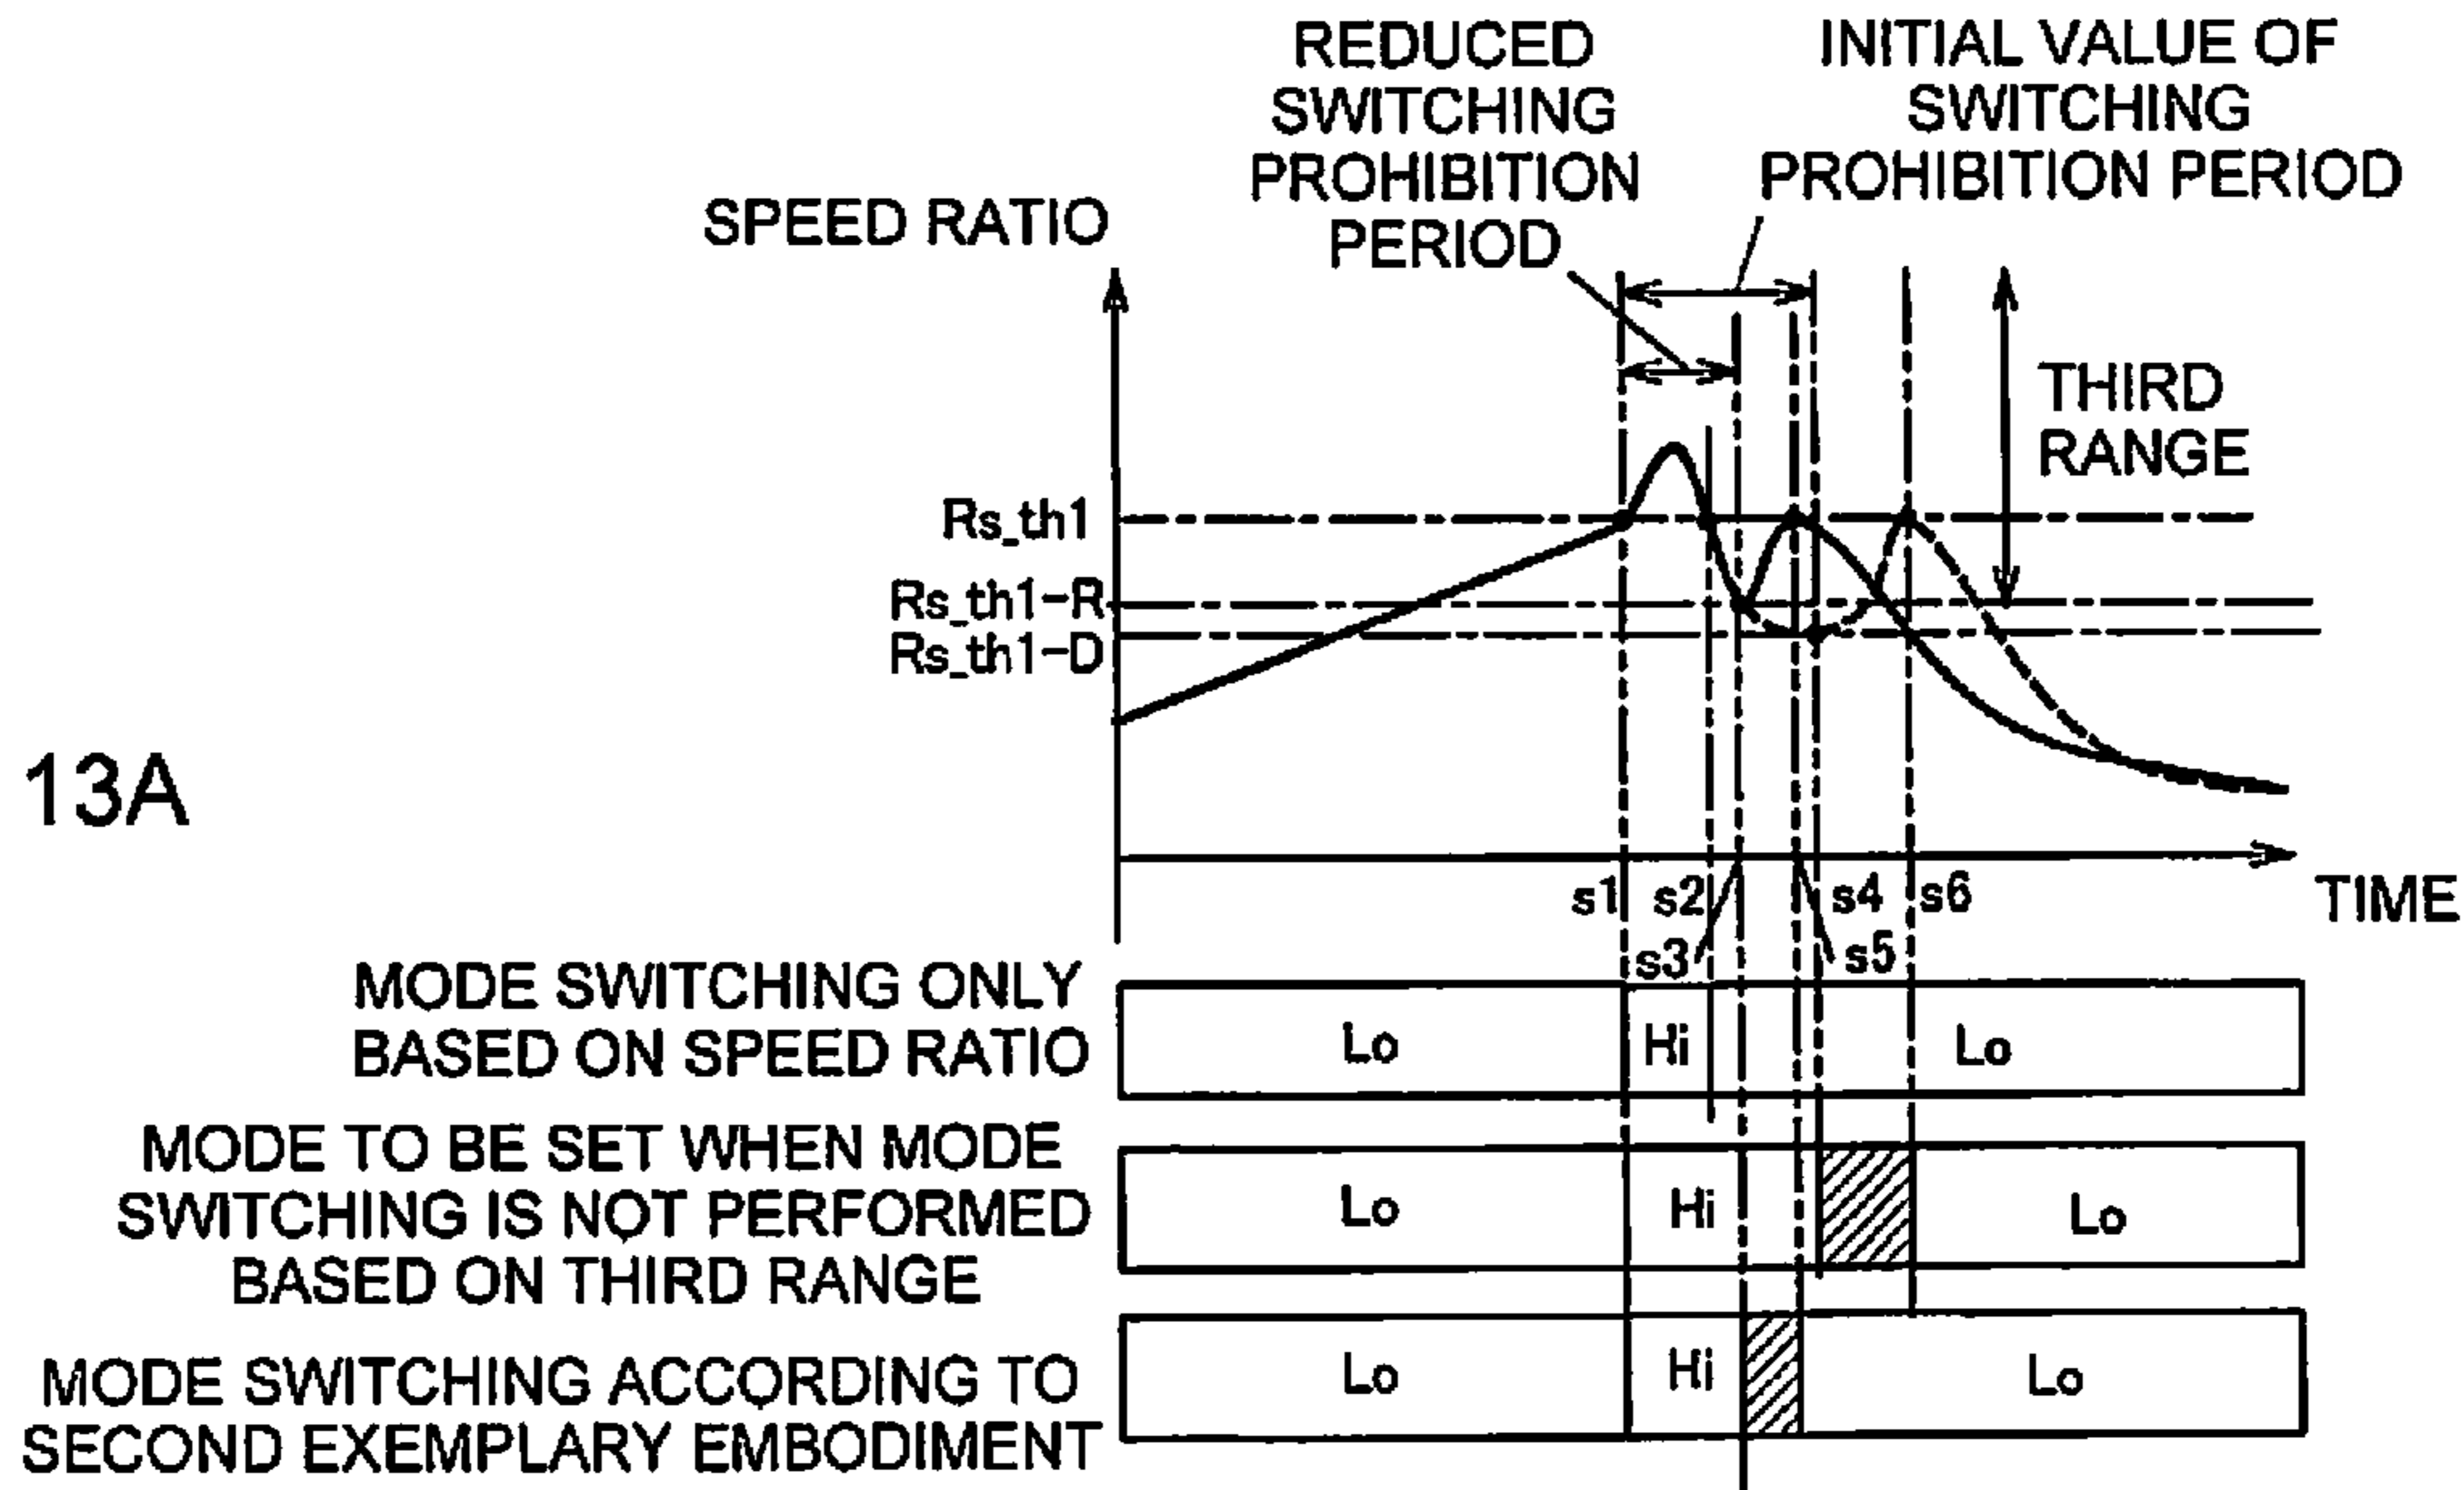 REDUCED
SWITCHING
PROHIBITION
PERIOD
INITIAL VALUE OF
SWITCHING
PROHIBITION PERIOD
SPEED RATIO
THIRD
RANGE
Rs_th1
Rs_th1-R
Rs_th1-D
13A
s1
s2
s4
s6
TIME
s3
s5
MODE SWITCHING ONLY
BASED ON SPEED RATIO
Lo
Hi
Lo
MODE TO BE SET WHEN MODE
SWITCHING IS NOT PERFORMED
BASED ON THIRD RANGE
Lo
Hi
Lo
MODE SWITCHING ACCORDING TO
SECOND EXEMPLARY EMBODIMENT
Lo
Hi
Lo